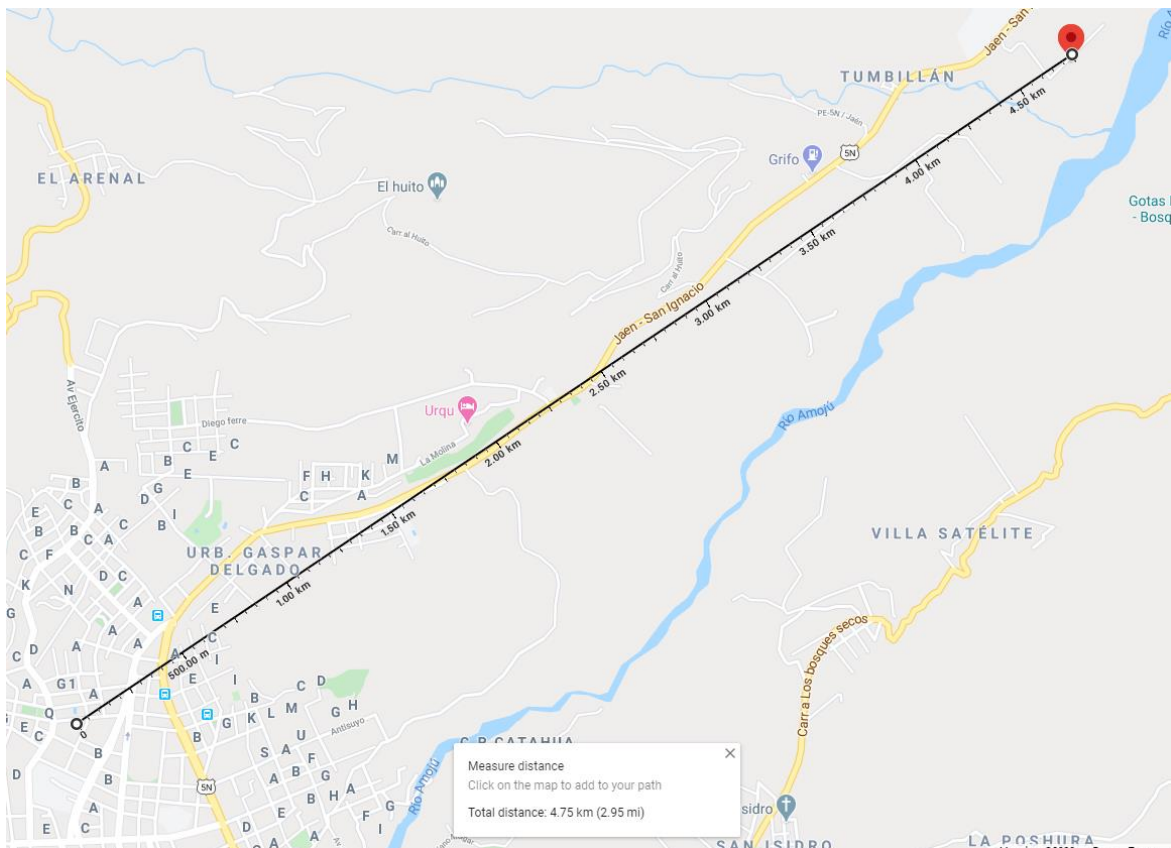 Jaen - San
Río A
TUMBILLÁN
4.50 km
PE-5N / Jaén
5N
Grifo
4.00 km
EL ARENAL
El huito
Gotas
- Bosq
Carr al Huito
3.50 km
Carr al Huito
Jaen - San Ignacio
3.00 km
2.50 km
Av Ejercito
Urqu
Diego ferre
Río Amojú
La Molina
2.00 km
B C E C
A
M
F H K
B G E
C A
D
I
B
1.50 km
VILLA SATÉLITE
URB. GASPAR
DELGADO
1.00 km
E
B
C F
K
N
D C
A
G
C D
A
500.00 m
Carr a Los bosques secos
A G1 A
Q
G E C
0
B G K L M
C D
G H
Antisuyo
U
S A
F
C.P. CATAHUA
Measure distance
Click on the map to add to your path
Total distance: 4.75 km (2.95 mi)
5N
Río Amojú
isidro
SAN ISIDRO
LA POSHURA